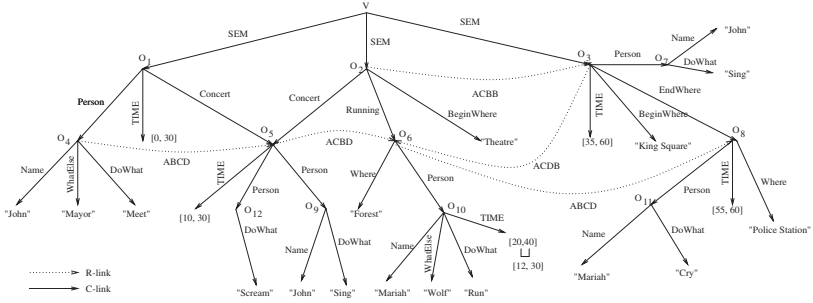 V
SEM
SEM
SEM
O1
O2
O3
Person
O7
Name
"John"
DoWhat
"Sing"
ACBB
EndWhere
Person
TIME
Concert
Concert
Running
BeginWhere
TIME
BeginWhere
[0, 30]
O4
O5
O6
"Theatre"
[35, 60]
"King Square"
O8
ABCD
ACBD
ACDB
ABCD
Name
WhatElse
DoWhat
TIME
Person
Person
Where
Person
Person
TIME
Where
"John"
"Mayor"
"Meet"
[10, 30]
O12
O9
"Forest"
O10
TIME
O11
[55, 60]
"Police Station"
DoWhat
Name
DoWhat
Name
WhatElse
DoWhat
[20,40]
[12, 30]
Name
DoWhat
"Scream"
"John"
"Sing"
"Mariah"
"Wolf"
"Run"
"Mariah"
"Cry"
R-link
C-link